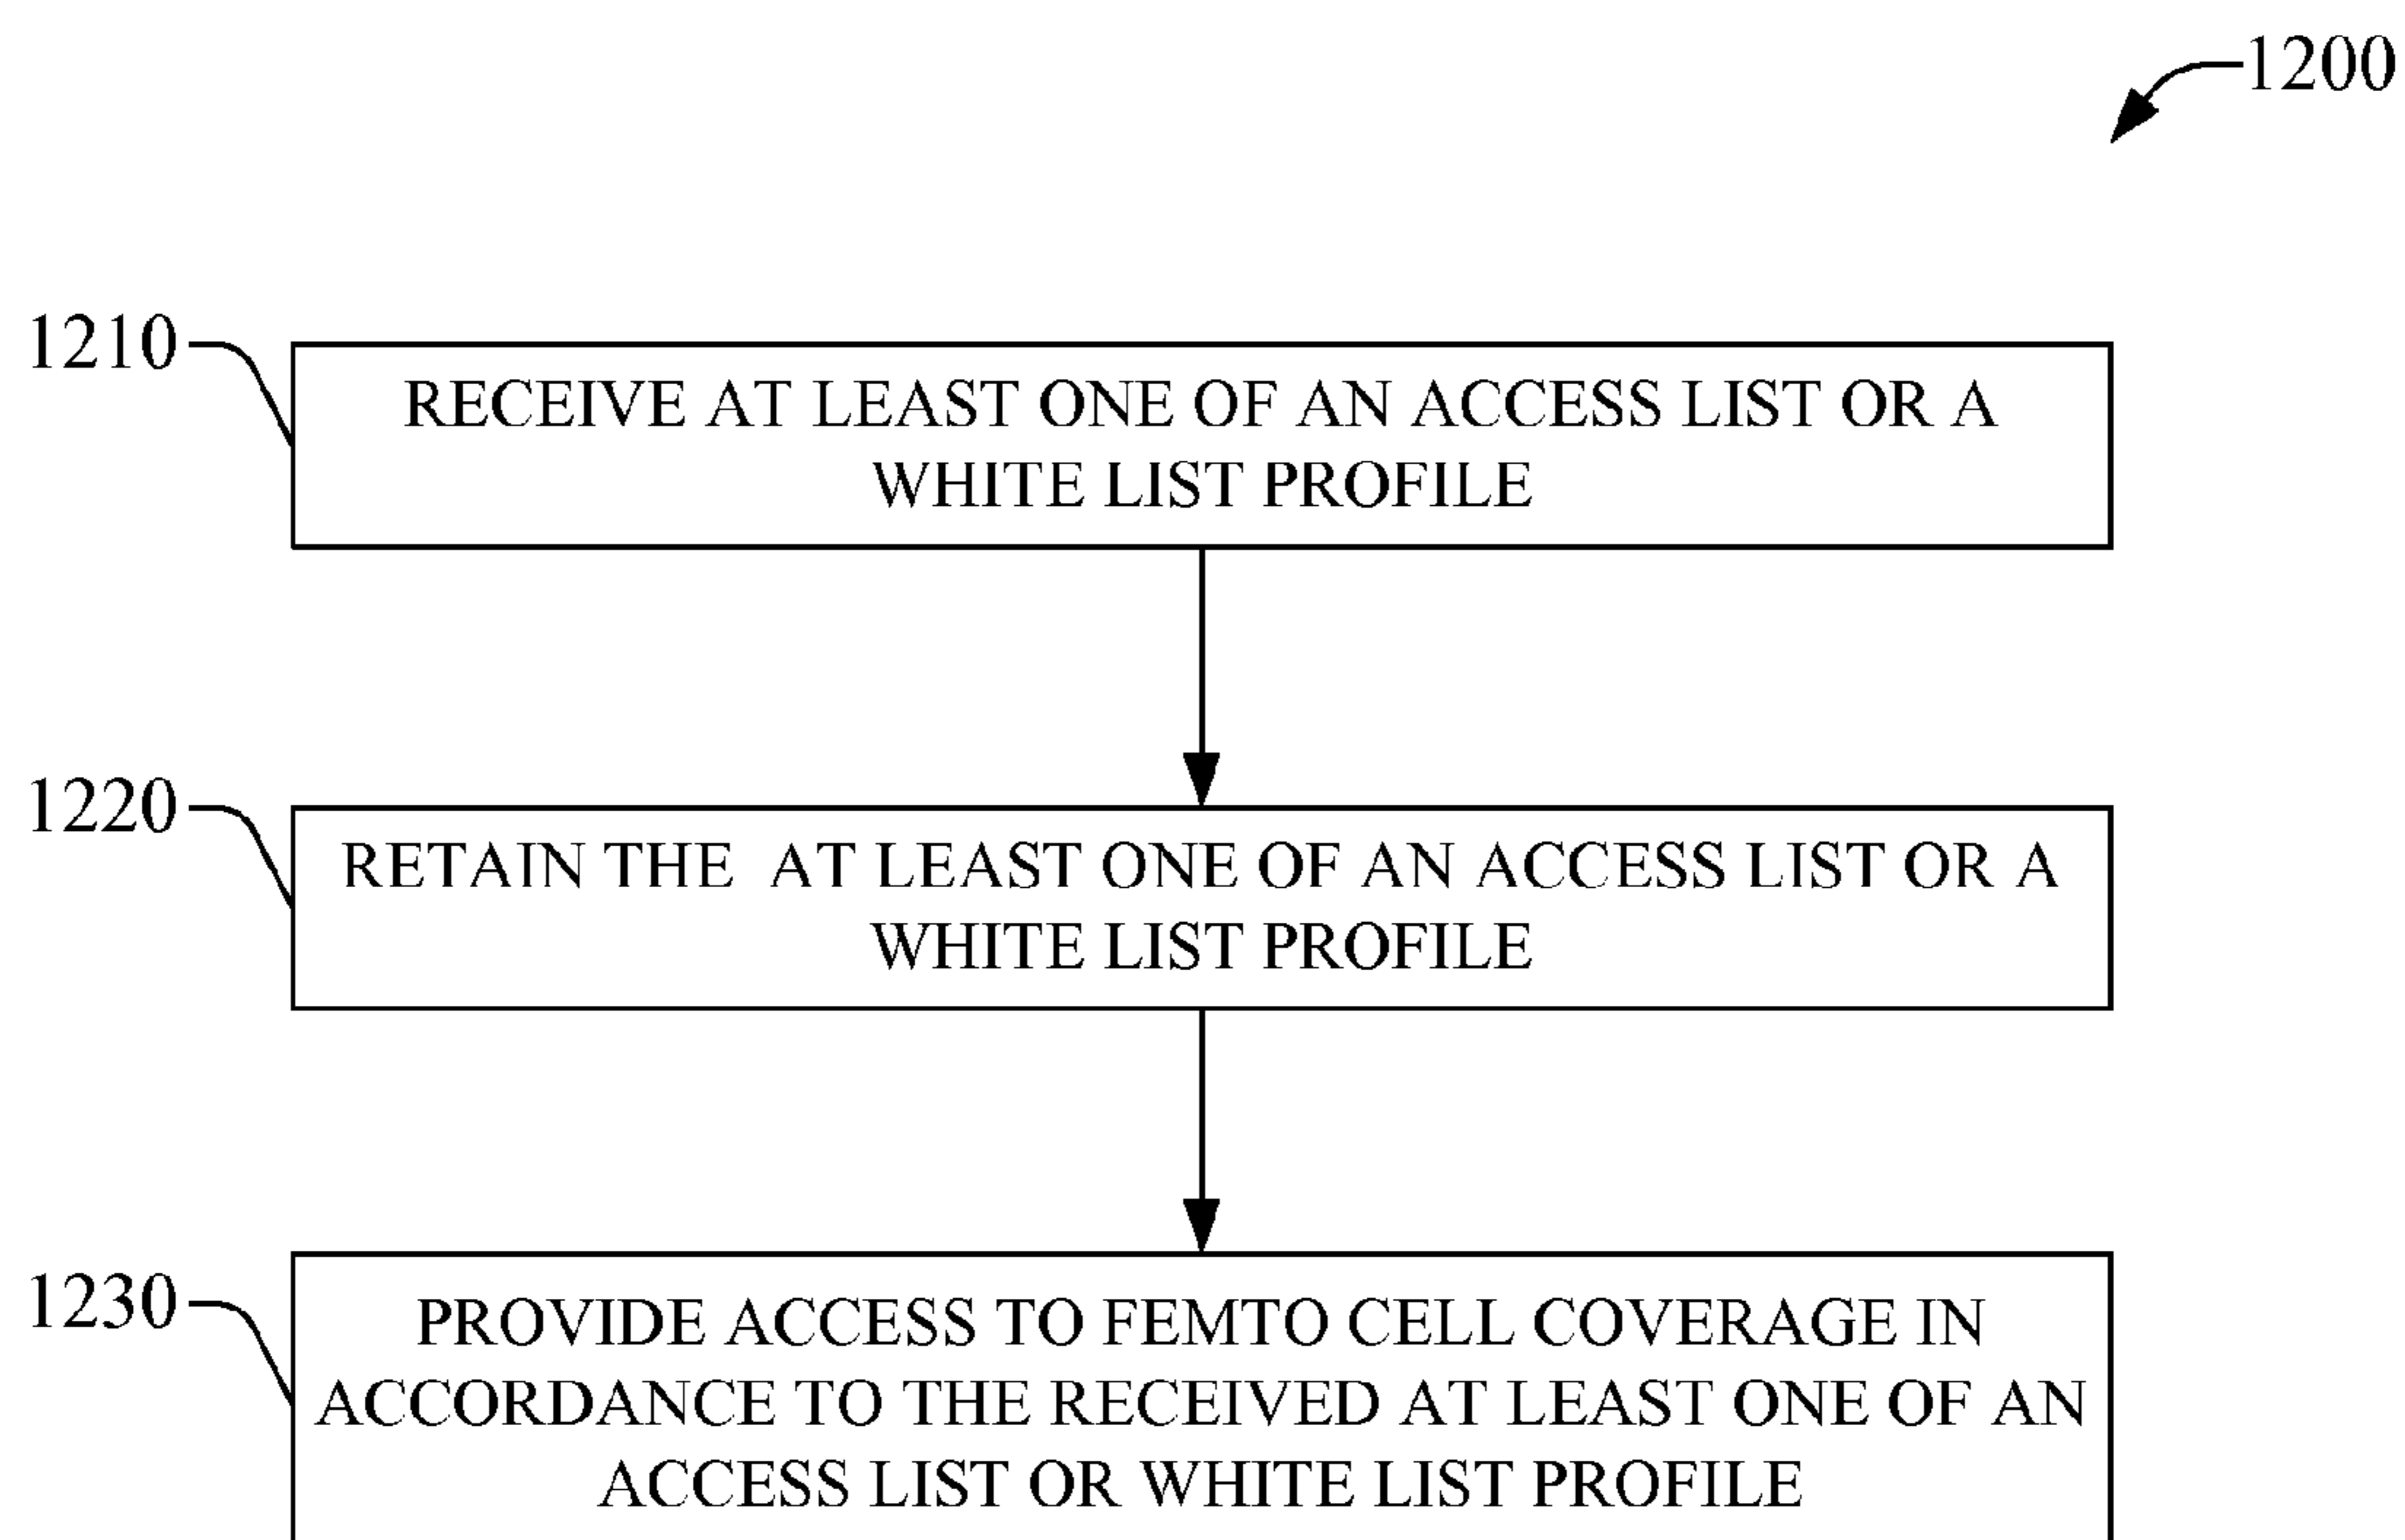 1200
1210
RECEIVE AT LEAST ONE OF AN ACCESS LIST OR A
WHITE LIST PROFILE
1220
RETAIN THE AT LEAST ONE OF AN ACCESS LIST OR A
WHITE LIST PROFILE
1230
PROVIDE ACCESS TO FEMTO CELL COVERAGE IN
ACCORDANCE TO THE RECEIVED AT LEAST ONE OF AN
ACCESS LIST OR WHITE LIST PROFILE